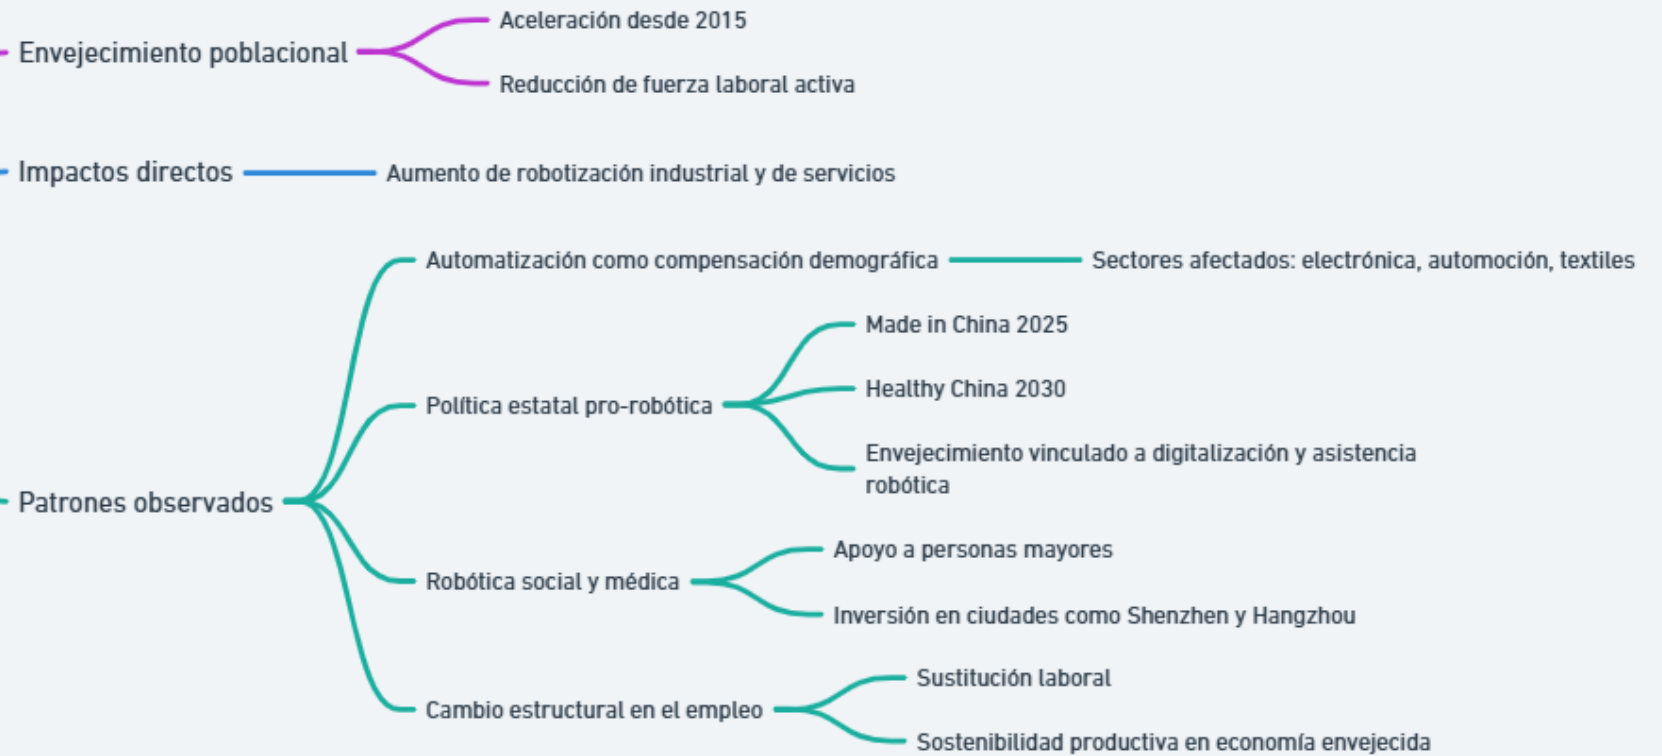 Envejecimiento poblacional
Aceleración desde 2015
Reducción de fuerza laboral activa
Impactos directos
Aumento de robotización industrial y de servicios
Patrones observados
Automatización como compensación demográfica
Sectores afectados: electrónica, automoción, textiles
Política estatal pro-robótica
Made in China 2025
Healthy China 2030
Envejecimiento vinculado a digitalización y asistencia
robótica
Robótica social y médica
Apoyo a personas mayores
Inversión en ciudades como Shenzhen y Hangzhou
Cambio estructural en el empleo
Sustitución laboral
Sostenibilidad productiva en economía envejecida